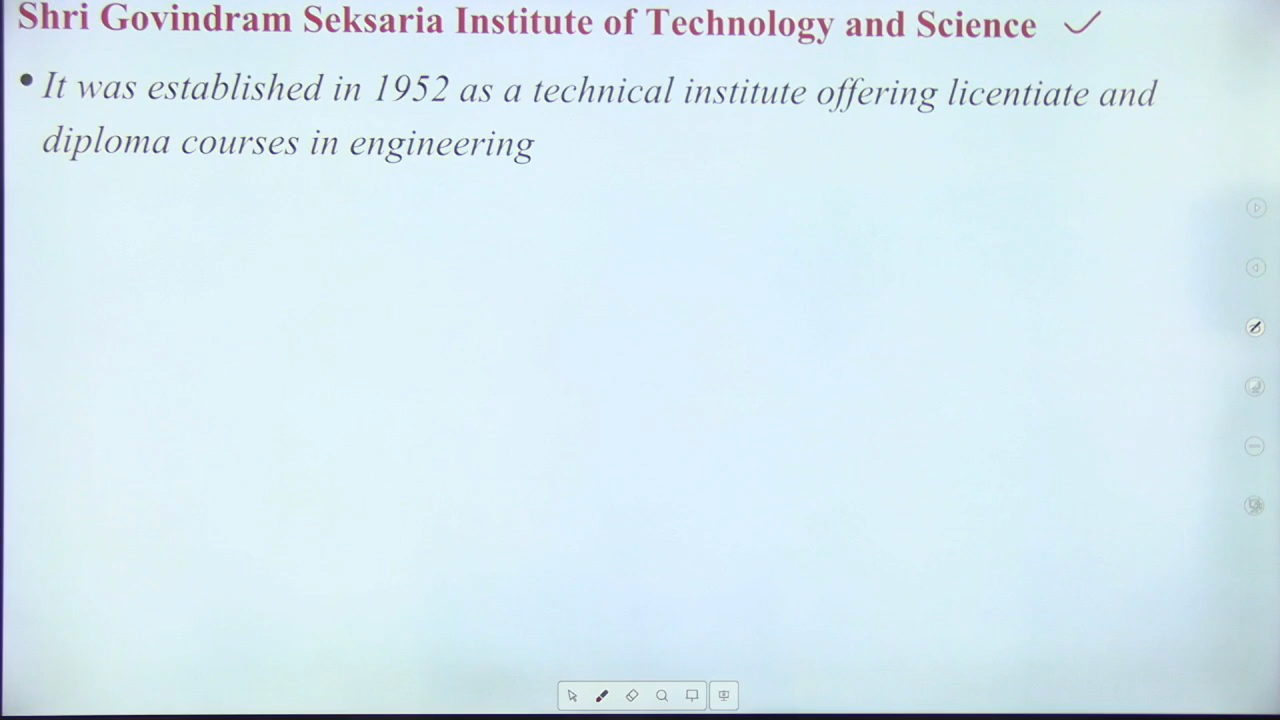 Shri Govindram Seksaria Institute of Technology and Science
• It was established in 1952 as a technical institute offering licentiate and
diploma courses in engineering